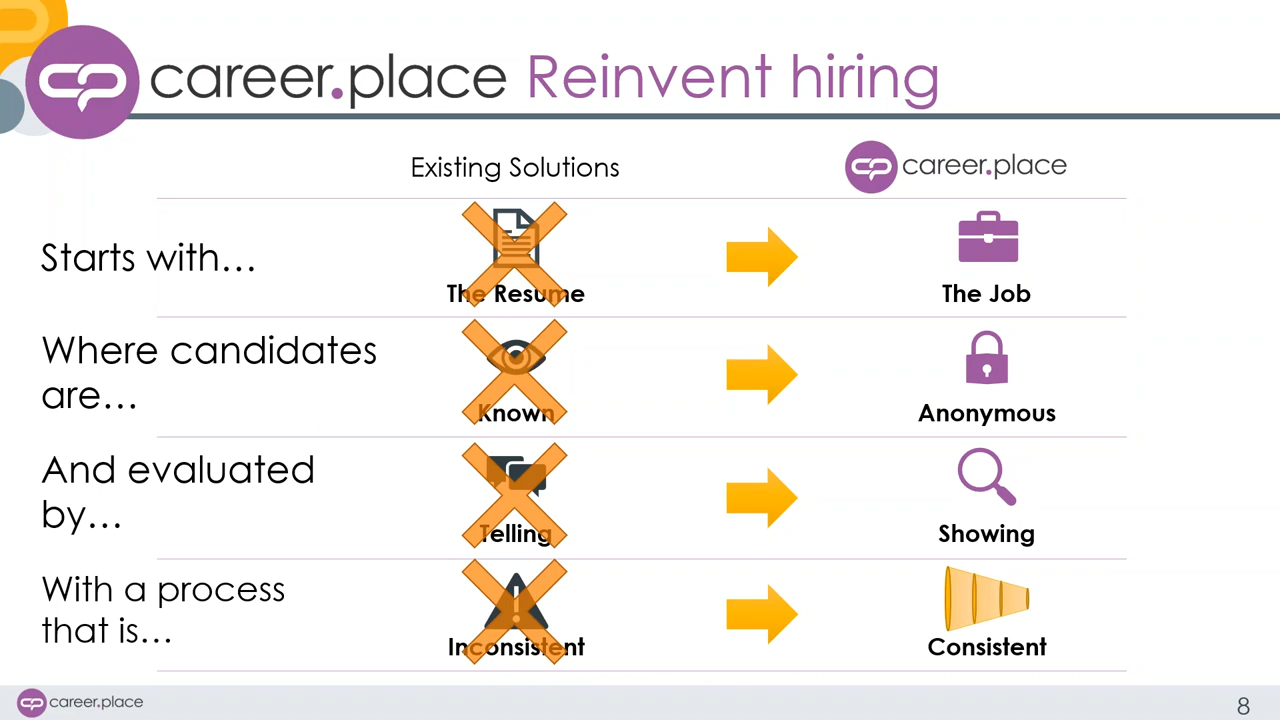 career.place Reinvent hiring
Existing Solutions
career.place
Starts with…
The Resume
The Job
Where candidates
are…
Known
Anonymous
And evaluated
by…
Telling
Showing
With a process
that is…
Inconsistent
Consistent
career.place
8